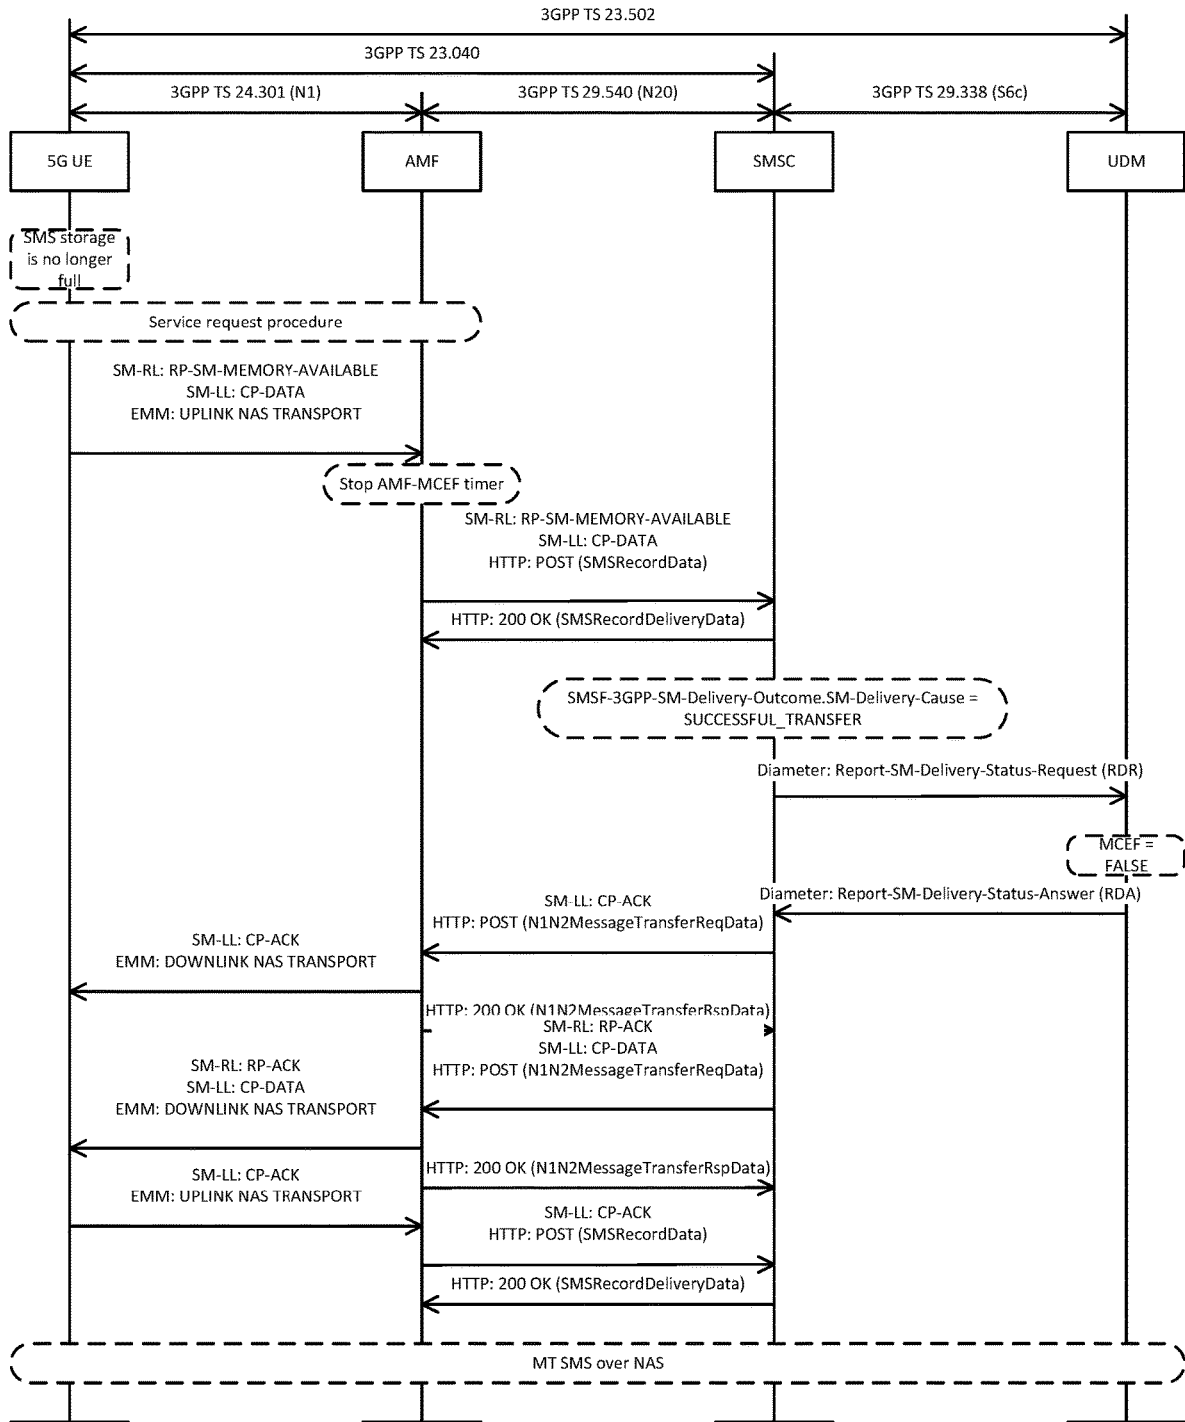 3GPP TS 23.502
3GPP TS 23.040
3GPP TS 24.301 (N1)
3GPP TS 29.540 (N20)
3GPP TS 29.338 (S6c)
5G UE
AMF
SMSC
UDM
SMS storage
is no longer
full
Service request procedure
SM-RL: RP-SM-MEMORY-AVAILABLE
SM-LL: CP-DATA
EMM: UPLINK NAS TRANSPORT
Stop AMF-MCEF timer
SM-RL: RP-SM-MEMORY-AVAILABLE
SM-LL: CP-DATA
HTTP: POST (SMSRecordData)
HTTP: 200 OK (SMSRecordDeliveryData)
SMSF-3GPP-SM-Delivery-Outcome.SM-Delivery-Cause =
SUCCESSFUL_TRANSFER
Diameter: Report-SM-Delivery-Status-Request (RDR)
MCEF =
FALSE
Diameter: Report-SM-Delivery-Status-Answer (RDA)
SM-LL: CP-ACK
HTTP: POST (N1N2MessageTransferReqData)
SM-LL: CP-ACK
EMM: DOWNLINK NAS TRANSPORT
HTTP: 200 OK (N1N2MessageTransferRspData)
SM-RL: RP-ACK
SM-LL: CP-DATA
HTTP: POST (N1N2MessageTransferReqData)
SM-RL: RP-ACK
SM-LL: CP-DATA
EMM: DOWNLINK NAS TRANSPORT
HTTP: 200 OK (N1N2MessageTransferRspData)
SM-LL: CP-ACK
EMM: UPLINK NAS TRANSPORT
SM-LL: CP-ACK
HTTP: POST (SMSRecordData)
HTTP: 200 OK (SMSRecordDeliveryData)
MT SMS over NAS